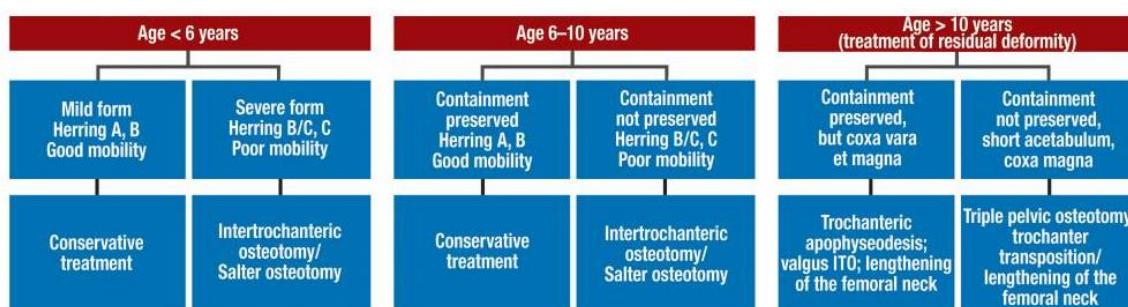 Age < 6 years
Mild form
Herring A, B
Good mobility
Severe form
Herring B/C, C
Poor mobility
Conservative
treatment
Intertrochanteric
osteotomy/
Salter osteotomy
Age 6–10 years
Containment
preserved
Herring A, B
Good mobility
Containment
not preserved
Herring B/C, C
Poor mobility
Conservative
treatment
Intertrochanteric
osteotomy/
Salter osteotomy
Age > 10 years
(treatment of residual deformity)
Containment
preserved,
but coxa vara
et magna
Containment
not preserved,
short acetabulum,
coxa magna
Trochanteric
apophyseodesis;
valgus ITO; lengthening
of the femoral neck
Triple pelvic osteotomy
trochanter
transposition/
lengthening of the
femoral neck